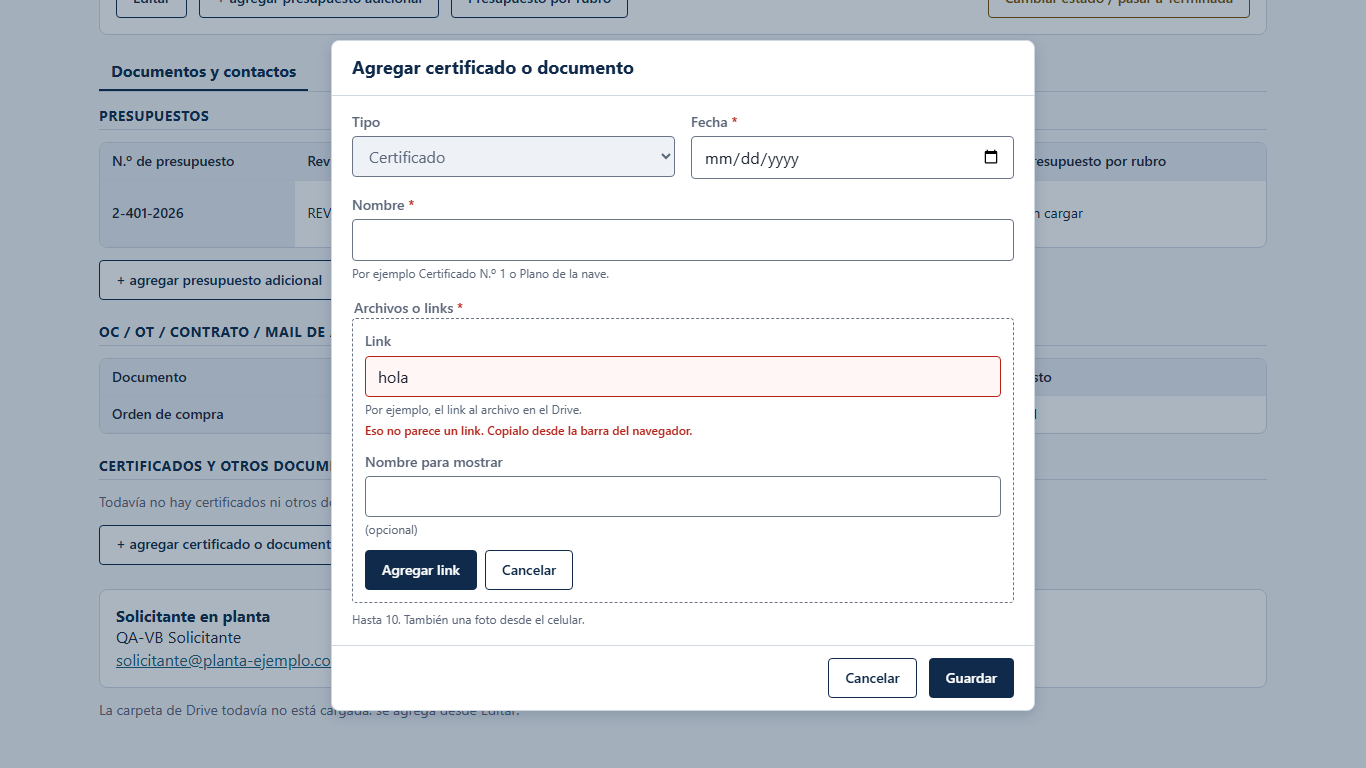 Editar
+ agregar presupuesto adicional
Presupuesto por rubro
Cambiar estado / pasar a Terminada
Agregar certificado o documento
Documentos y contactos
PRESUPUESTOS
Tipo
Fecha *
N.º de presupuesto
Rev
resupuesto por rubro
Certificado
mm/dd/yyyy
2-401-2026
REV
n cargar
Nombre *
Por ejemplo Certificado N.º 1 o Plano de la nave.
+ agregar presupuesto adicional
Archivos o links *
OC / OT / CONTRATO / MAIL DE
Link
Documento
hola
sto
Por ejemplo, el link al archivo en el Drive.
Orden de compra
Eso no parece un link. Copialo desde la barra del navegador.
CERTIFICADOS Y OTROS DOCUM
Nombre para mostrar
Todavía no hay certificados ni otros d
(opcional)
+ agregar certificado o document
Agregar link
Cancelar
Solicitante en planta
QA-VB Solicitante
solicitante@planta-ejemplo.co
Hasta 10. También una foto desde el celular.
Cancelar
Guardar
La carpeta de Drive todavía no está cargada: se agrega desde Editar.